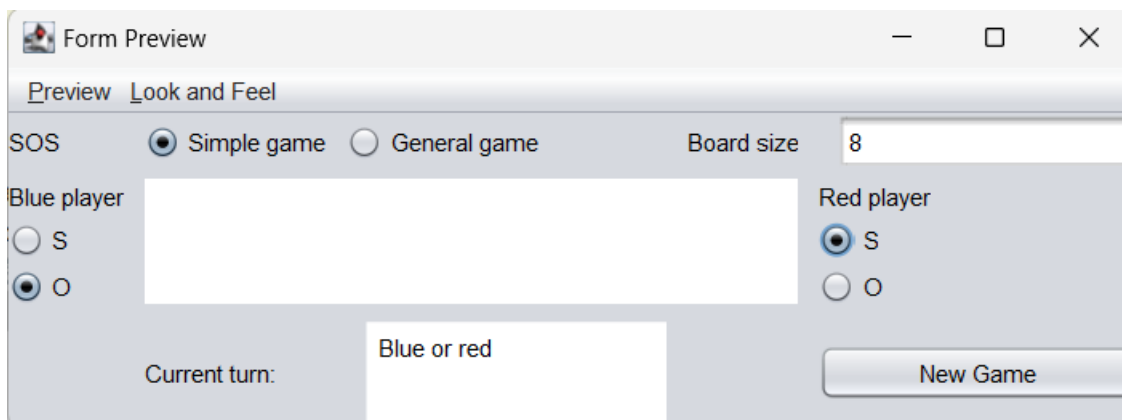 Form Preview
Preview Look and Feel
SOS Simple game General game Board size 8
Blue player Red player
S S
O O
Blue or red
Current turn: New Game